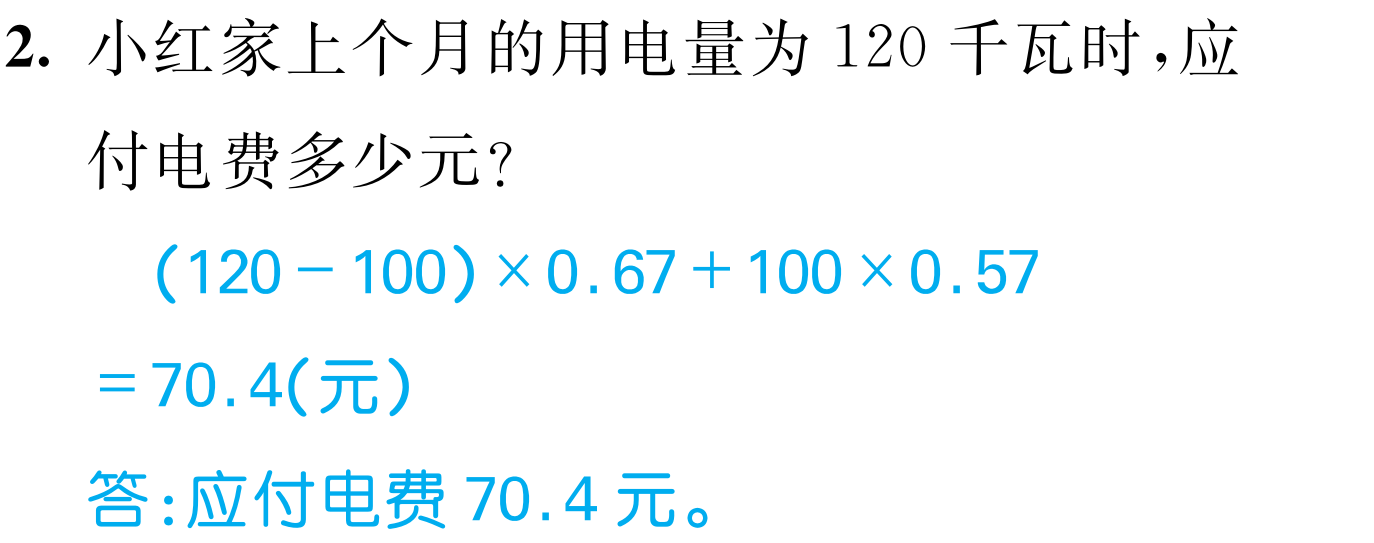 2. 小红家上个月的用电量为 120 千瓦时,应
付电费多少元?
(120－100)×0.67＋100×0.57
＝70.4(元)
答:应付电费 70.4 元。